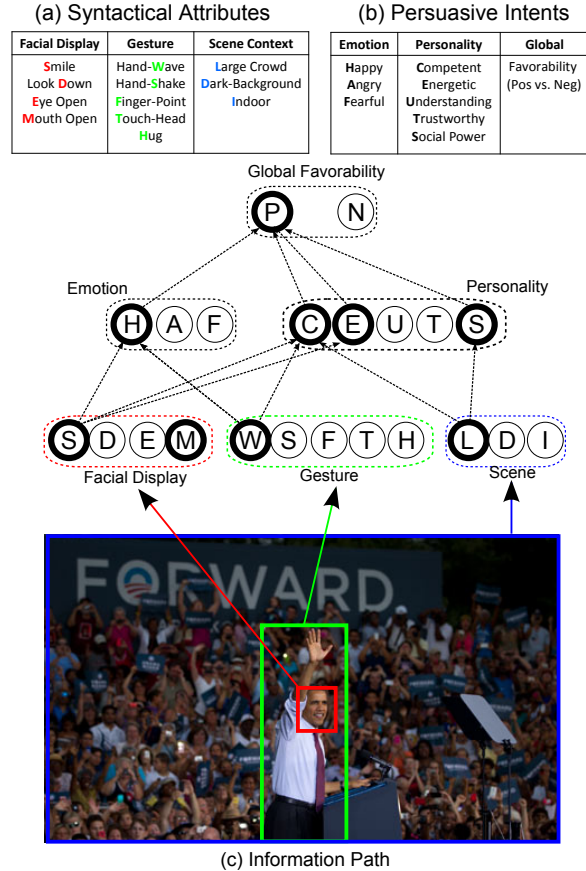 (a) Syntactical Attributes
(b) Persuasive Intents
Facial Display Gesture Scene Context
Smile Hand-Wave Large Crowd
Look Down Hand-Shake Dark-Background
Eye Open Finger-Point Indoor
Mouth Open Touch-Head
Hug
Emotion Personality Global
Happy Competent Favorability
Angry Energetic (Pos vs. Neg)
Fearful Understanding
Trustworthy
Social Power
Global Favorability
P N
Emotion Personality
H A F C E U T S
S D E M W S F T H L D I
Facial Display Gesture Scene
FORWARD
(c) Information Path